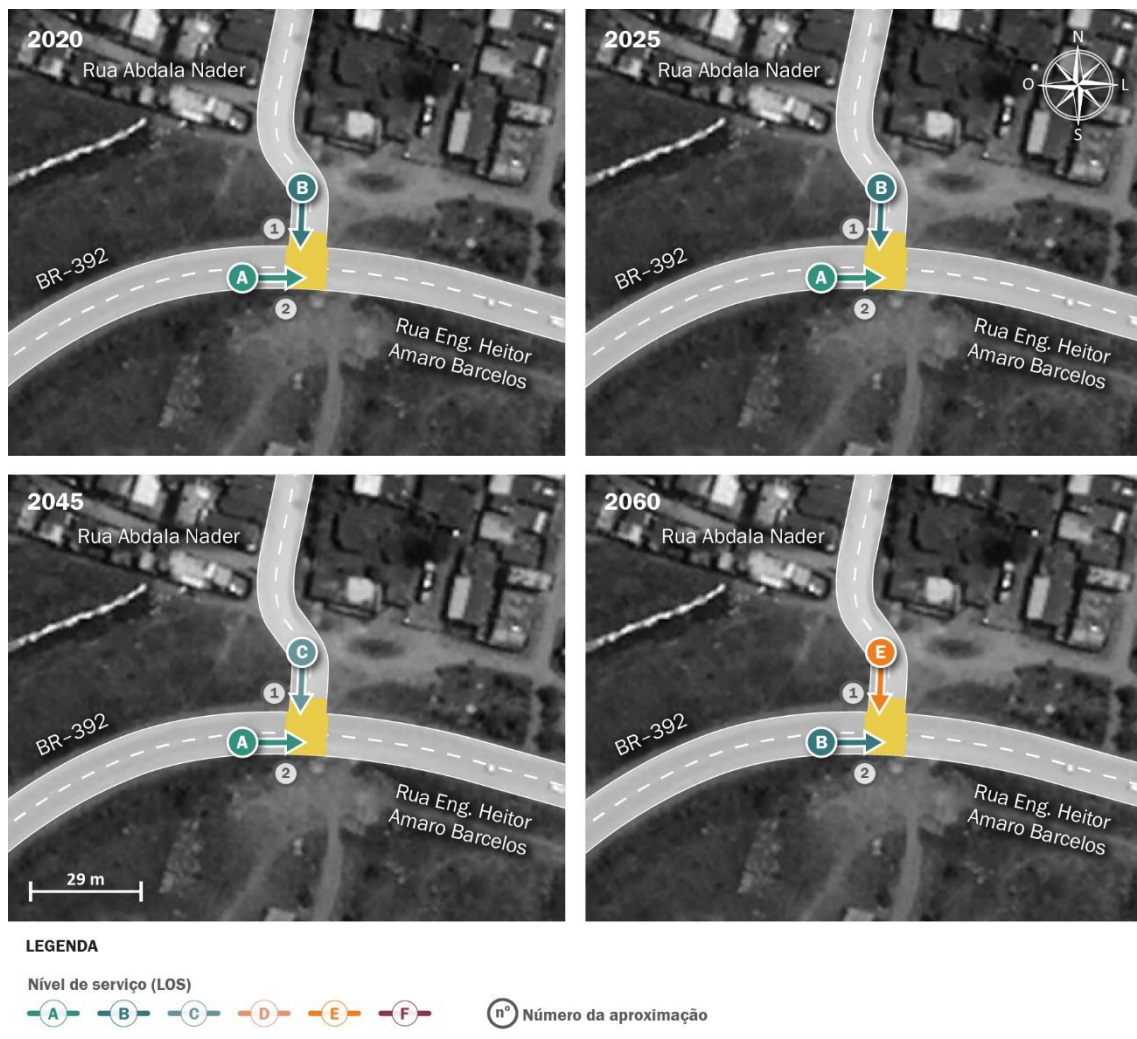 2020
Rua Abdala Nader
B
1
BR-392
A
2
Rua Eng. Heitor
Amaro Barcelos
2025
Rua Abdala Nader
N
O
L
S
B
1
BR-392
A
2
Rua Eng. Heitor
Amaro Barcelos
2045
Rua Abdala Nader
C
1
BR-392
A
2
Rua Eng. Heitor
Amaro Barcelos
29 m
2060
Rua Abdala Nader
E
1
BR-392
B
2
Rua Eng. Heitor
Amaro Barcelos
LEGENDA
Nível de serviço (LOS)
A B C D E F
nº Número da aproximação